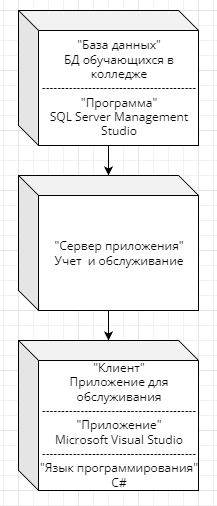 "База данных"
БД обучающихся в
колледже
"Программа"
SQL Server Management
Studio
"Сервер приложения"
Учет и обслуживание
"Клиент"
Приложение для
обслуживания
"Приложение"
Microsoft Visual Studio
"Язык программирования"
C#